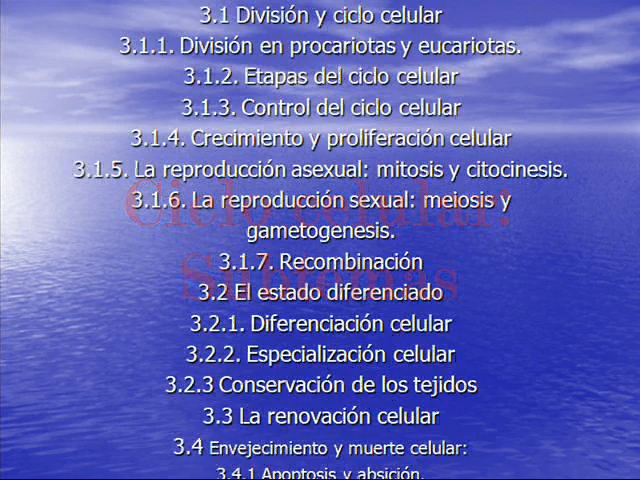 3.1 División y ciclo celular
3.1.1. División en procariotas y eucariotas.
3.1.2. Etapas del ciclo celular
3.1.3. Control del ciclo celular
3.1.4. Crecimiento y proliferación celular
3.1.5. La reproducción asexual: mitosis y citocinesis.
3.1.6. La reproducción sexual: meiosis y
gametogenesis.
3.1.7. Recombinación
3.2 El estado diferenciado
3.2.1. Diferenciación celular
3.2.2. Especialización celular
3.2.3 Conservación de los tejidos
3.3 La renovación celular
3.4 Envejecimiento y muerte celular:
3.4.1 Apoptosis y absición.
Ciclo celular:
Subtemas